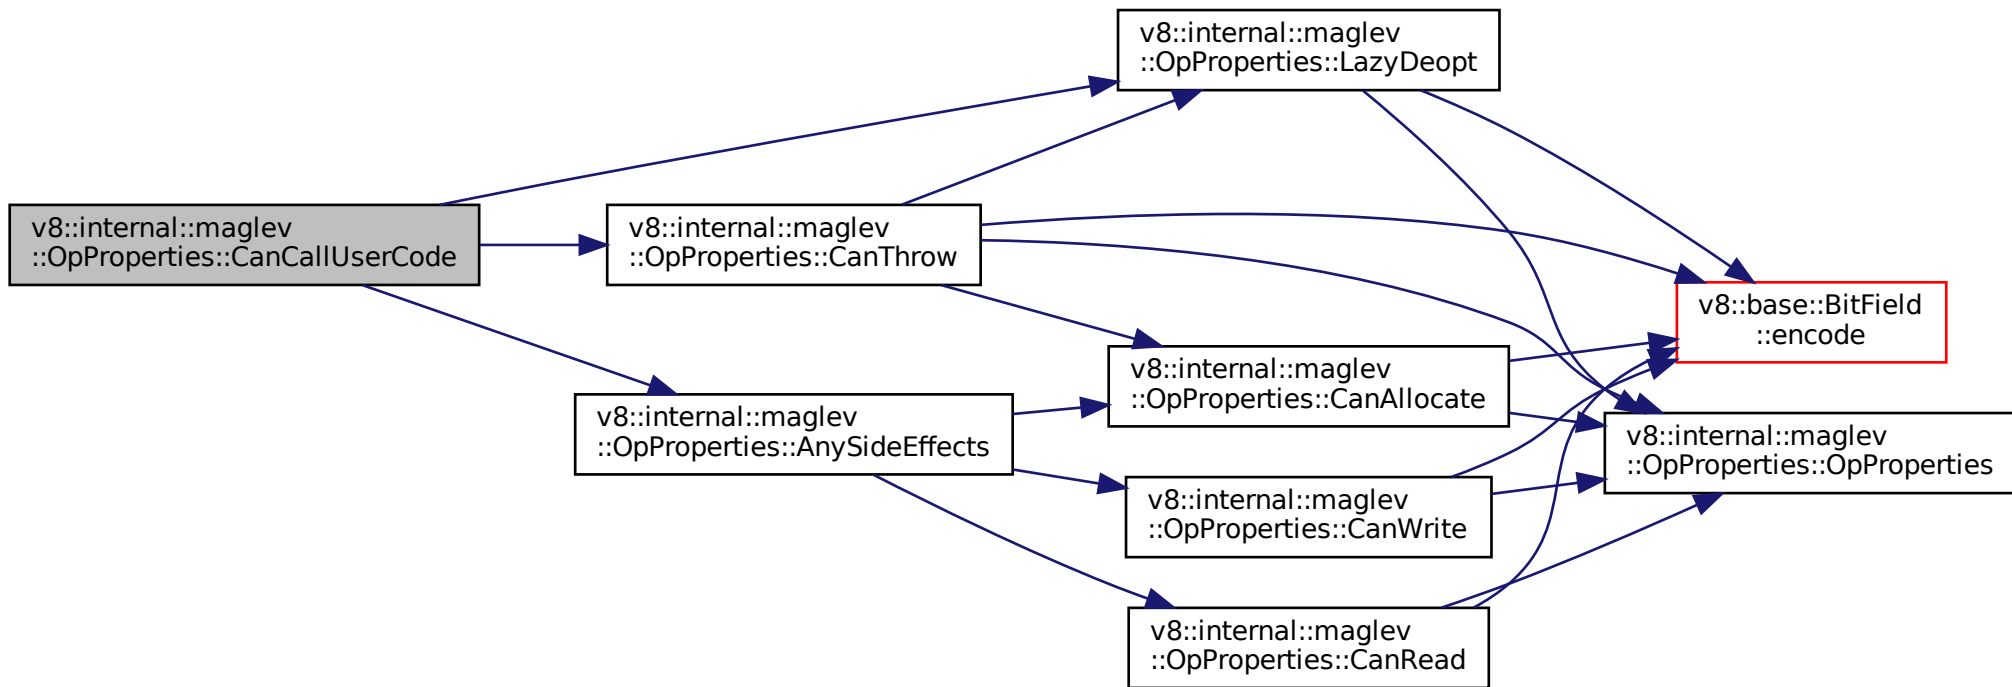 v8::internal::maglev
::OpProperties::LazyDeopt
v8::internal::maglev
::OpProperties::CanCallUserCode
v8::internal::maglev
::OpProperties::CanThrow
v8::base::BitField
::encode
v8::internal::maglev
::OpProperties::CanAllocate
v8::internal::maglev
::OpProperties::AnySideEffects
v8::internal::maglev
::OpProperties::OpProperties
v8::internal::maglev
::OpProperties::CanWrite
v8::internal::maglev
::OpProperties::CanRead